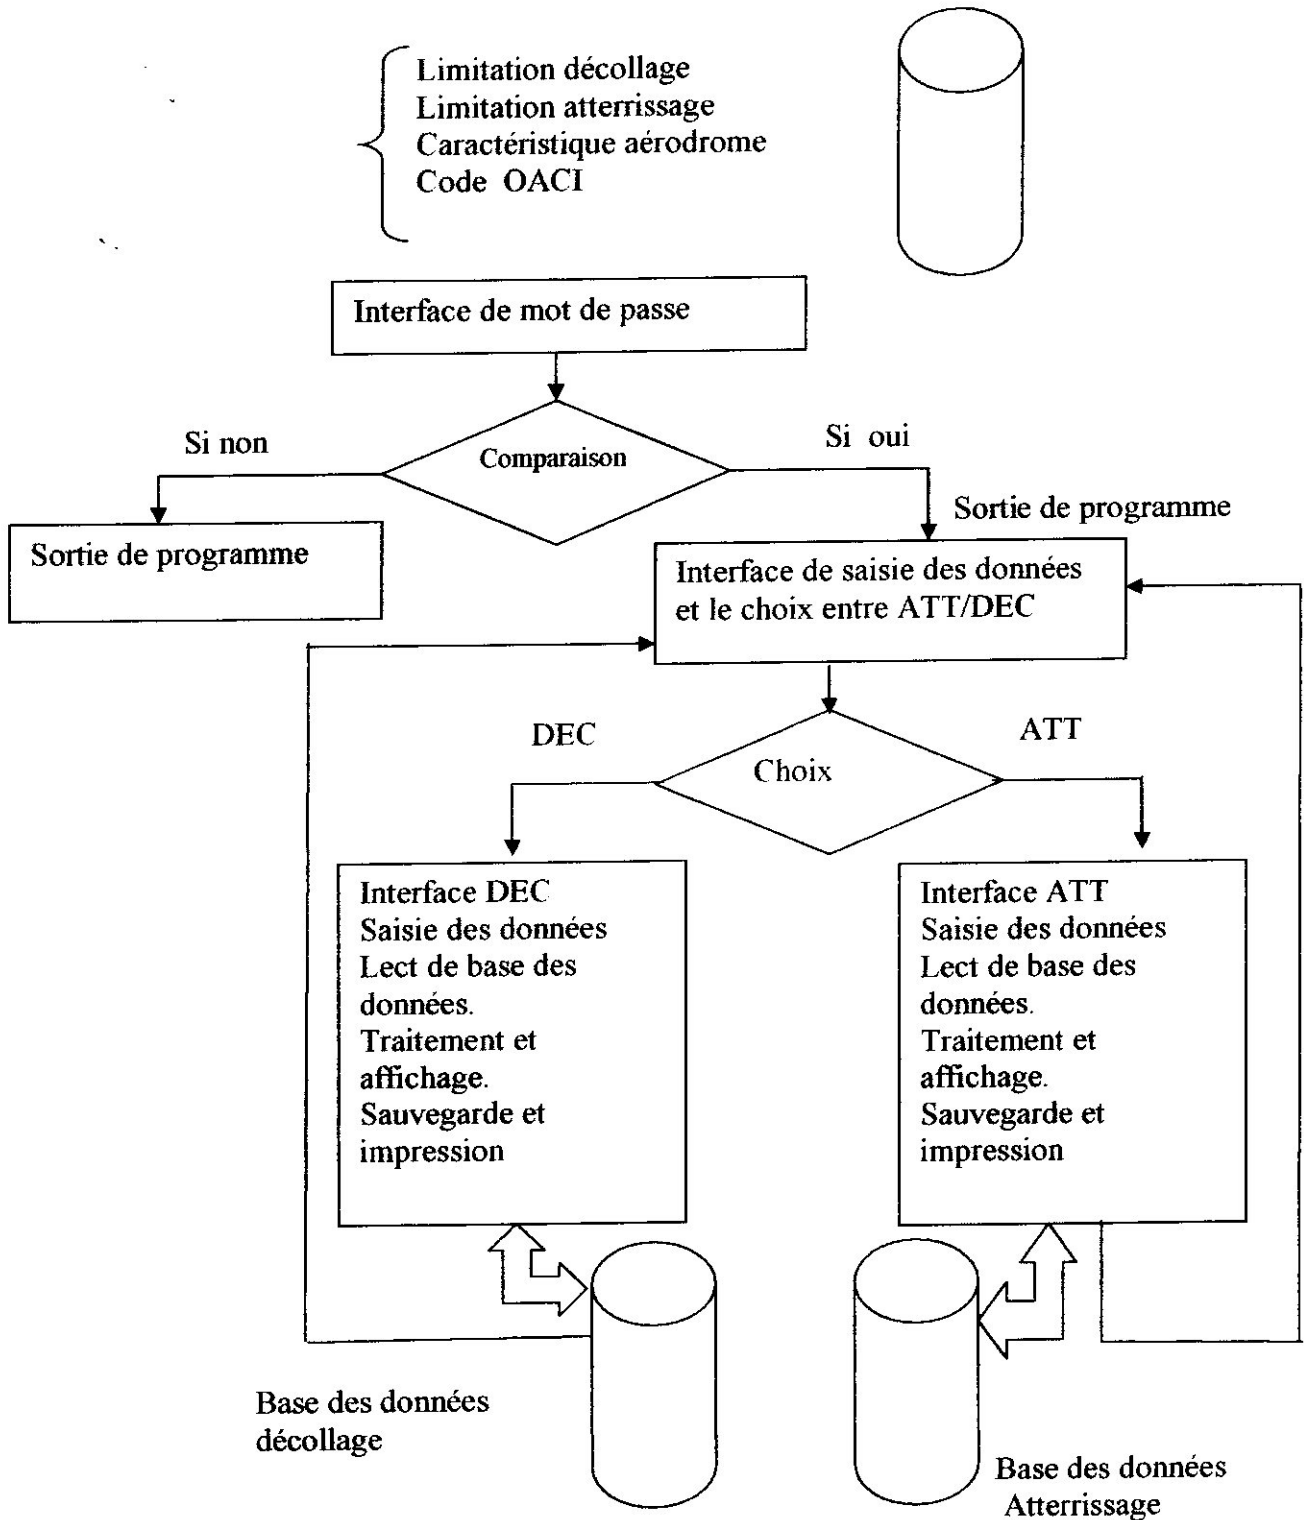 Limitation décollage
Limitation atterrissage
Caractéristique aérodrome
Code OACI
Interface de mot de passe
Si non
Comparaison
Si oui
Sortie de programme
Sortie de programme
Interface de saisie des données
et le choix entre ATT/DEC
DEC
Choix
ATT
Interface DEC
Saisie des données
Lect de base des
données.
Traitement et
affichage.
Sauvegarde et
impression
Interface ATT
Saisie des données
Lect de base des
données.
Traitement et
affichage.
Sauvegarde et
impression
Base des données
décollage
Base des données
Atterrissage